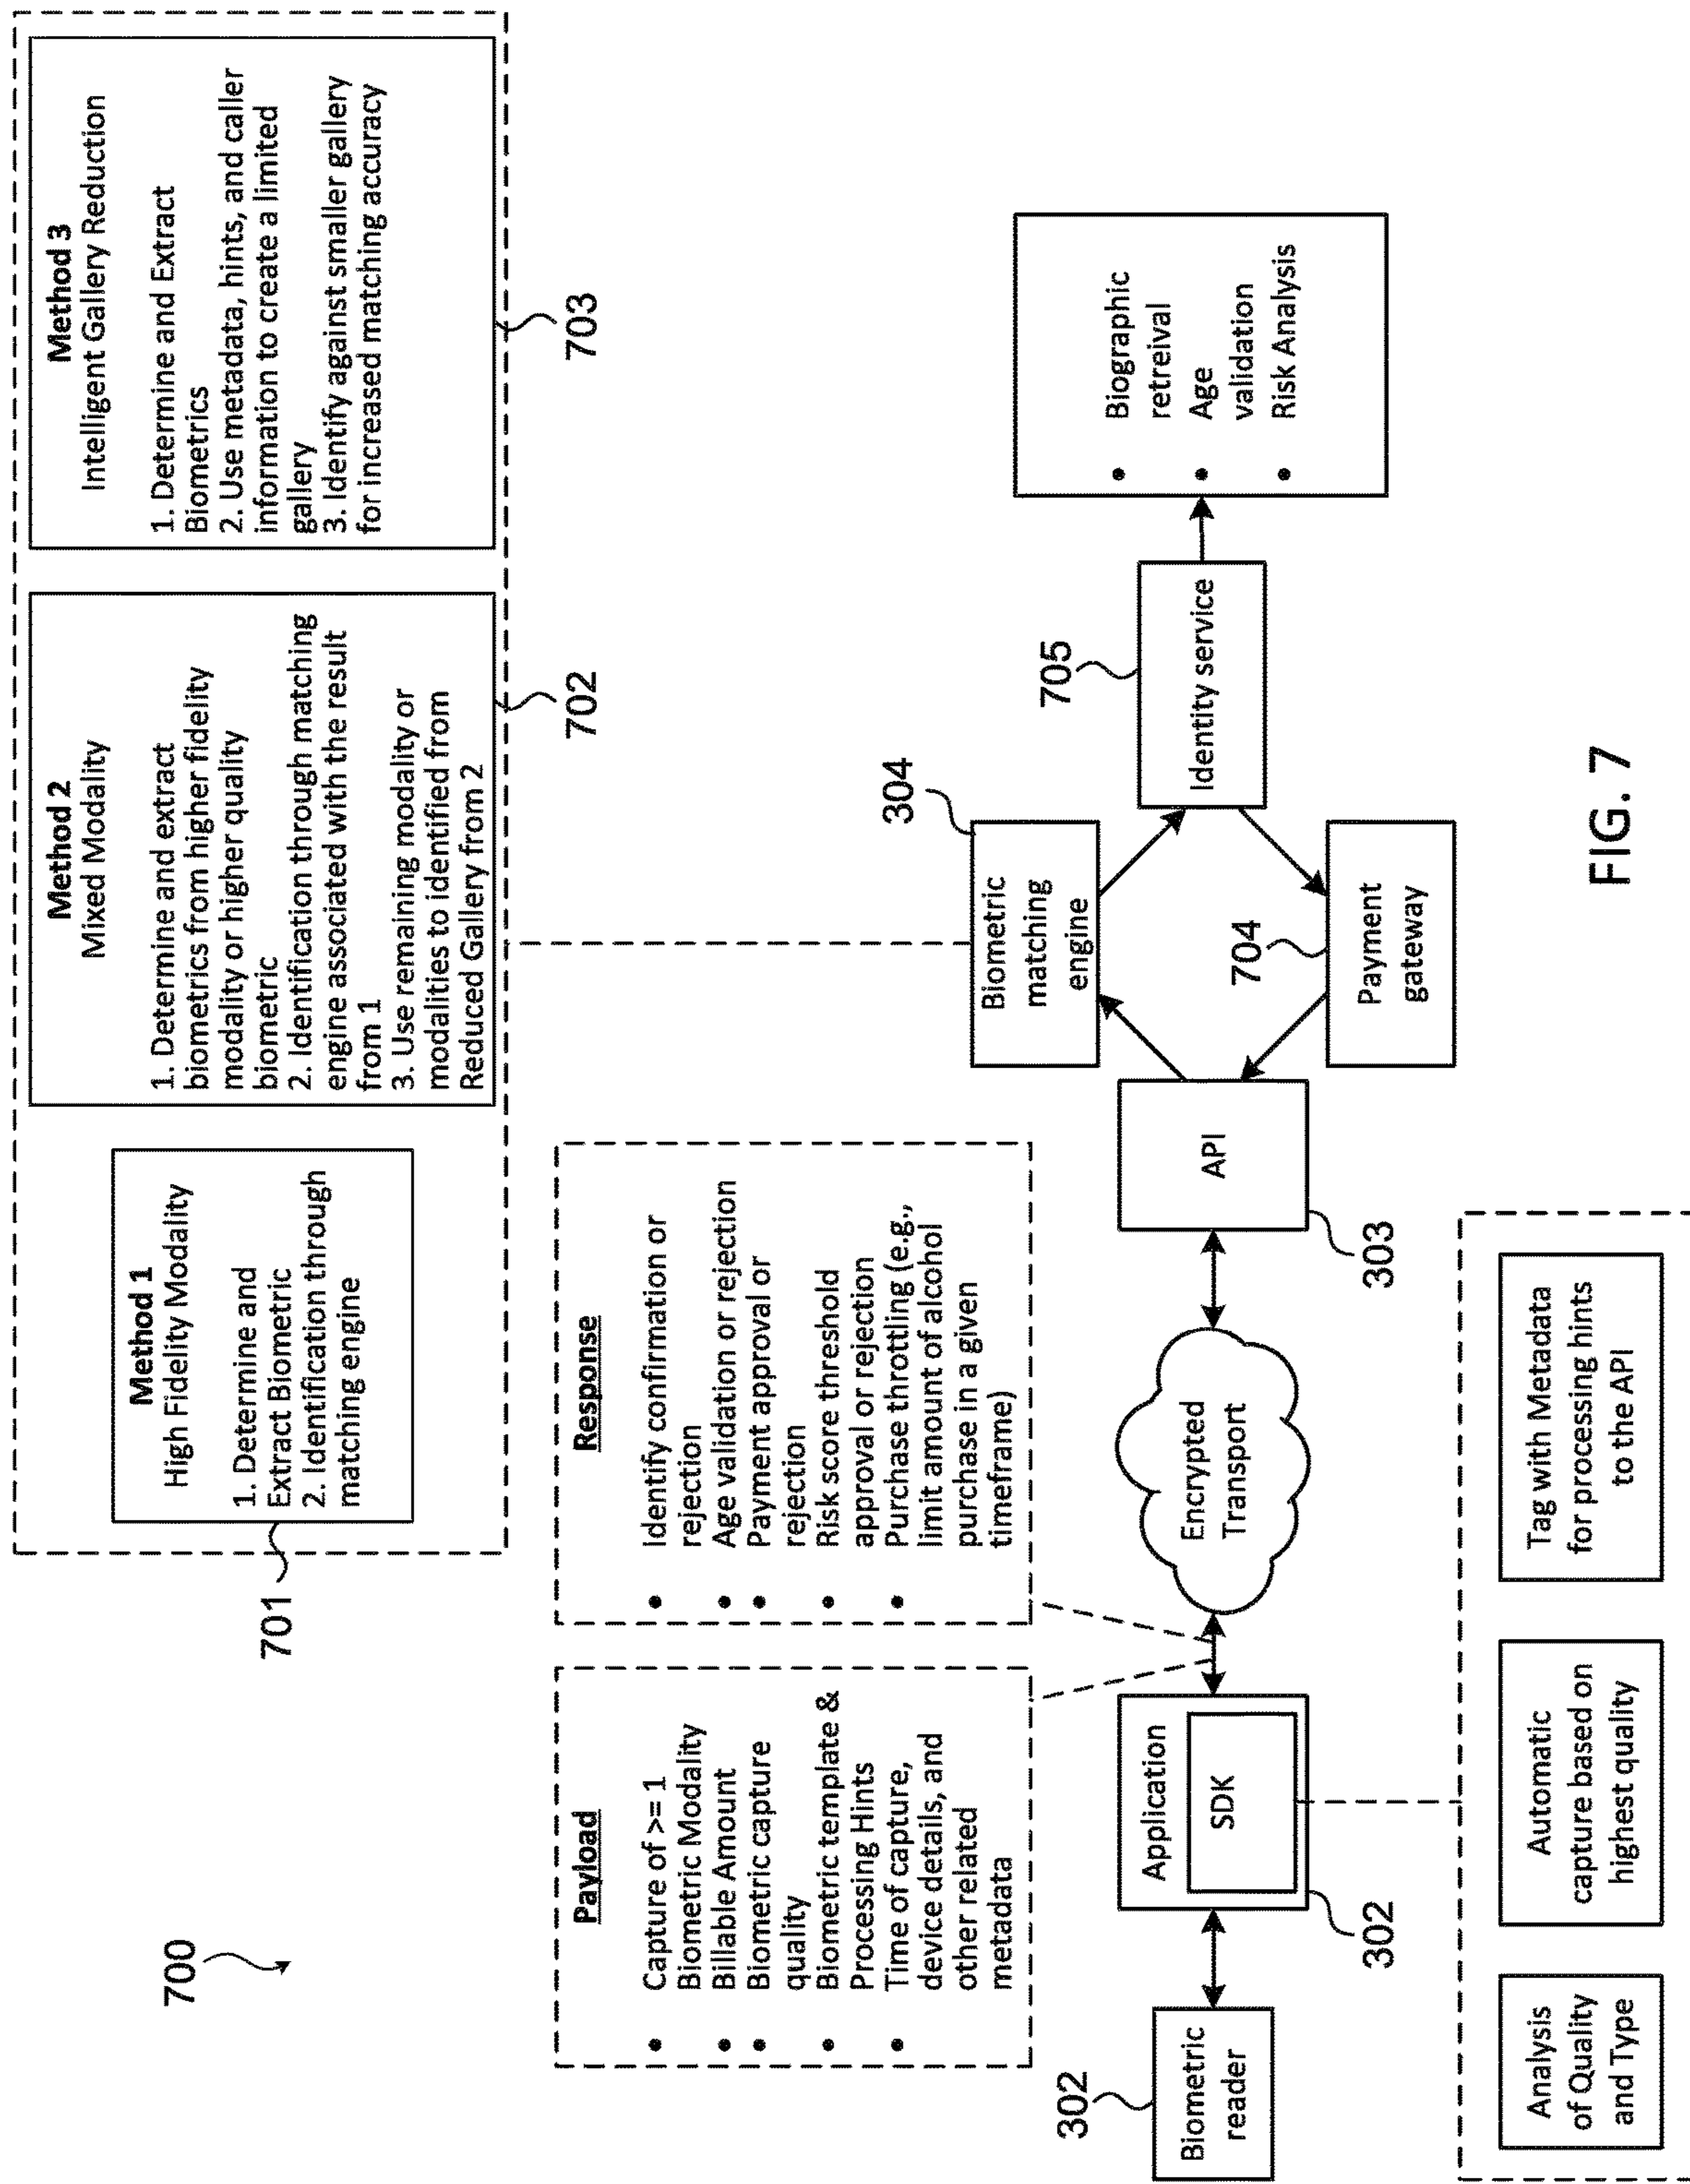 700
701
Method 1
High Fidelity Modality
1. Determine and
Extract Biometric
2. Identification through
matching engine
Method 2
Mixed Modality
1. Determine and extract
biometrics from higher fidelity
modality or higher quality
biometric
2. Identification through matching
engine associated with the result
from 1
3. Use remaining modality or
modalities to identified from
Reduced Gallery from 2
702
Method 3
Intelligent Gallery Reduction
1. Determine and Extract
Biometrics
2. Use metadata, hints, and caller
information to create a limited
gallery
3. Identify against smaller gallery
for increased matching accuracy
703
Payload
• Capture of >= 1
Biometric Modality
• Billable Amount
• Biometric capture
quality
• Biometric template &
Processing Hints
• Time of capture,
device details, and
other related
metadata
Response
• Identify confirmation or
rejection
• Age validation or rejection
• Payment approval or
rejection
• Risk score threshold
approval or rejection
• Purchase throttling (e.g.,
limit amount of alcohol
purchase in a given
timeframe)
302
Biometric
reader
Application
SDK
302
Encrypted
Transport
API
303
304
Biometric
matching
engine
704
Payment
gateway
705
Identity service
• Biographic
retreival
• Age
validation
• Risk Analysis
Analysis
of Quality
and Type
Automatic
capture based on
highest quality
Tag with Metadata
for processing hints
to the API
FIG. 7